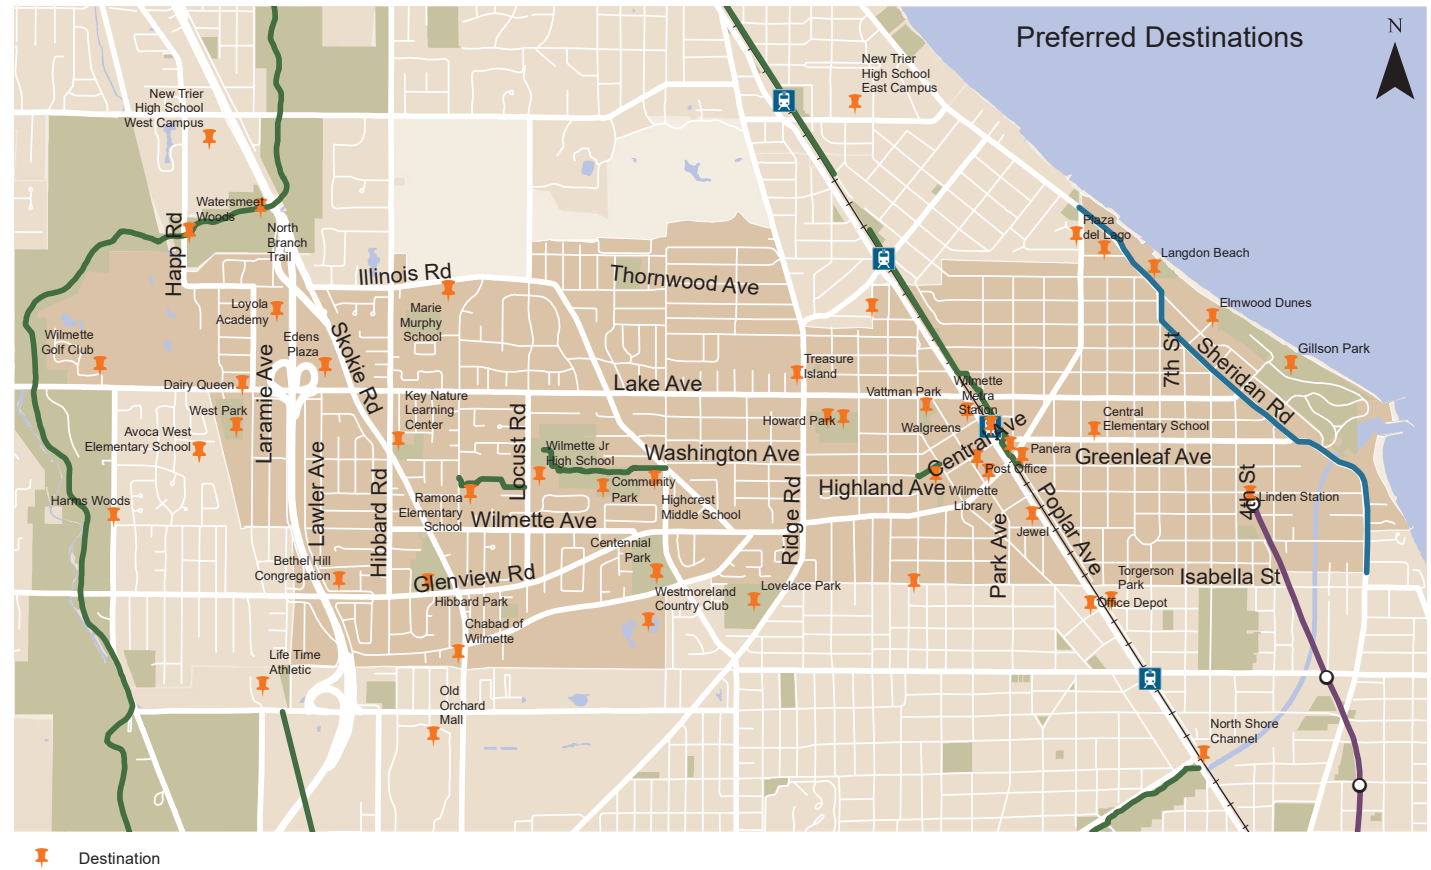 Preferred Destinations
N
New Trier
High School
East Campus
New Trier
High School
West Campus
Watersmeet
Woods
North
Branch
Trail
Happ Rd
Illinois Rd
Thornwood Ave
Plaza
del Lago
Langdon Beach
Elmwood Dunes
Gillson Park
Loyola
Academy
Marie
Murphy
School
Edens
Plaza
Wilmette
Golf Club
Skokie Rd
Laramie Ave
Dairy Queen
West Park
Avoca West
Elementary School
Key Nature
Learning
Center
Lake Ave
Treasure
Island
Vattman Park
Wilmette
Metra
Station
Howard Park
Walgreens
Central Ave
7th St
Sheridan Rd
Central
Elementary School
Panera
Greenleaf Ave
Post Office
Locust Rd
Wilmette Jr
High School
Washington Ave
Community
Park
Highcrest
Middle School
Highland Ave
Wilmette
Library
4th St
Linden Station
Harms Woods
Lawler Ave
Hibbard Rd
Ramona
Elementary
School
Wilmette Ave
Ridge Rd
Park Ave
Jewel
Poplar Ave
Centennial
Park
Bethel Hill
Congregation
Glenview Rd
Hibbard Park
Westmoreland
Country Club
Lovelace Park
Torgerson
Park
Isabella St
Office Depot
Chabad of
Wilmette
Life Time
Athletic
Old
Orchard
Mall
North Shore
Channel
Destination